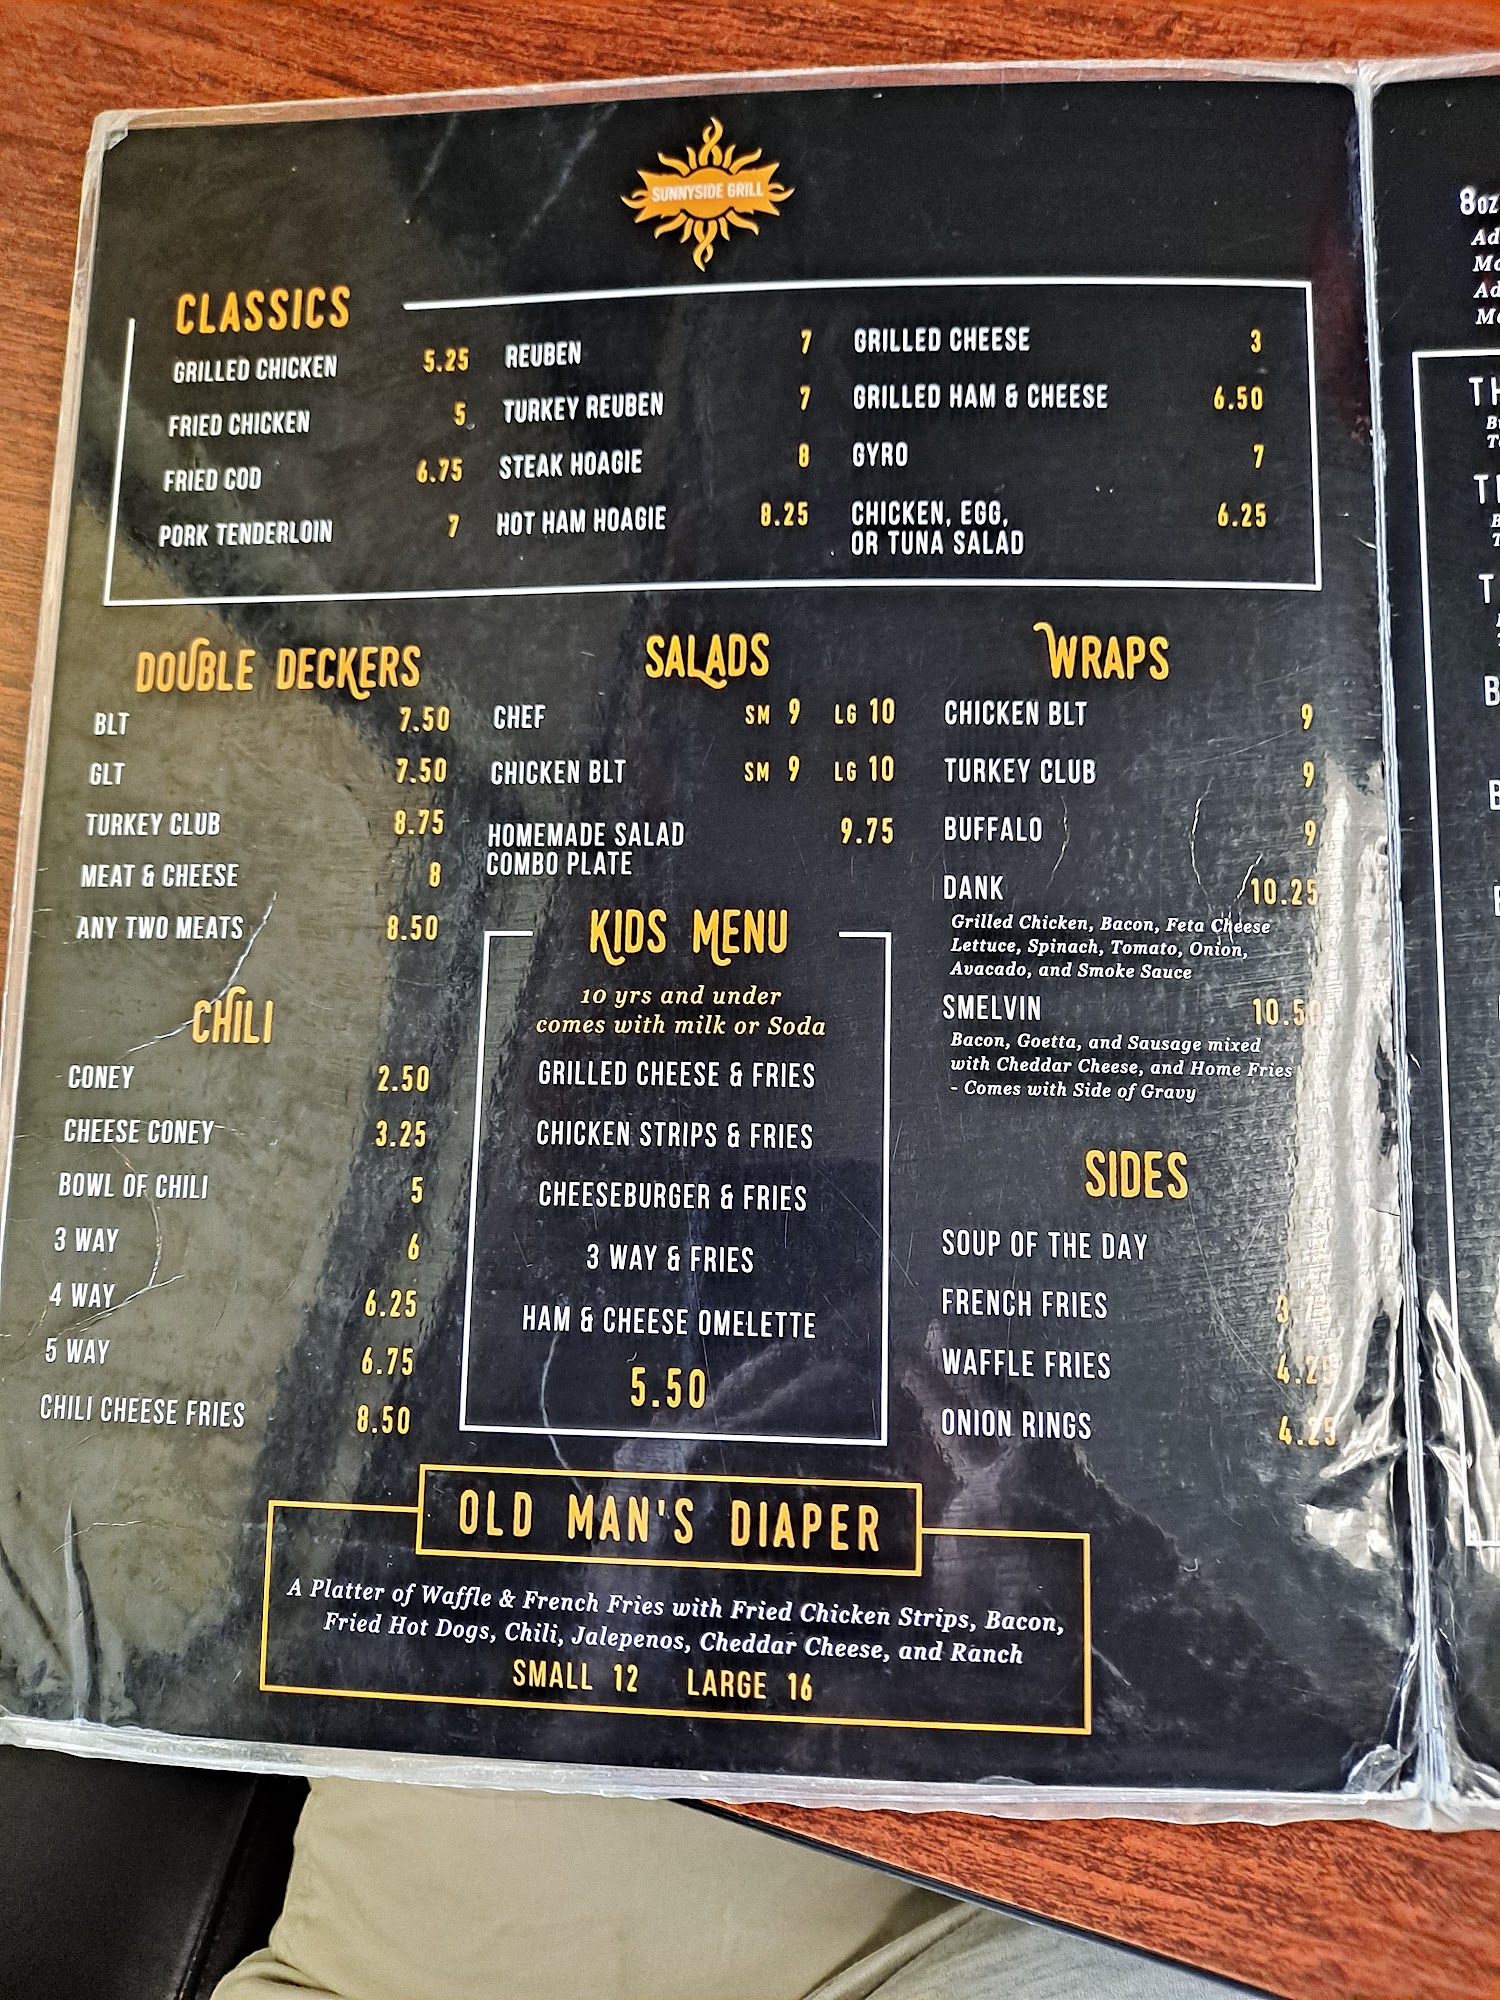 SUNNYSIDE GRILL
CLASSICS
GRILLED CHICKEN 5.25
FRIED CHICKEN 5
FRIED COD 6.75
PORK TENDERLOIN 7
REUBEN 7
TURKEY REUBEN 7
STEAK HOAGIE 8
HOT HAM HOAGIE 8.25
GRILLED CHEESE 3
GRILLED HAM & CHEESE 6.50
GYRO 7
CHICKEN, EGG, 6.25
OR TUNA SALAD
DOUBLE DECKERS
BLT 7.50
GLT 7.50
TURKEY CLUB 8.75
MEAT & CHEESE 8
ANY TWO MEATS 8.50
CHILI
CONEY 2.50
CHEESE CONEY 3.25
BOWL OF CHILI 5
3 WAY 6
4 WAY 6.25
5 WAY 6.75
CHILI CHEESE FRIES 8.50
SALADS
CHEF SM 9 LG 10
CHICKEN BLT SM 9 LG 10
HOMEMADE SALAD 9.75
COMBO PLATE
KIDS MENU
10 yrs and under
comes with milk or Soda
GRILLED CHEESE & FRIES
CHICKEN STRIPS & FRIES
CHEESEBURGER & FRIES
3 WAY & FRIES
HAM & CHEESE OMELETTE
5.50
WRAPS
CHICKEN BLT 9
TURKEY CLUB 9
BUFFALO 9
DANK 10.25
Grilled Chicken, Bacon, Feta Cheese
Lettuce, Spinach, Tomato, Onion,
Avacado, and Smoke Sauce
SMELVIN 10.50
Bacon, Goetta, and Sausage mixed
with Cheddar Cheese, and Home Fries
- Comes with Side of Gravy
SIDES
SOUP OF THE DAY
FRENCH FRIES
WAFFLE FRIES 4.25
ONION RINGS 4.25
OLD MAN'S DIAPER
A Platter of Waffle & French Fries with Fried Chicken Strips, Bacon,
Fried Hot Dogs, Chili, Jalepenos, Cheddar Cheese, and Ranch
SMALL 12 LARGE 16
8oz